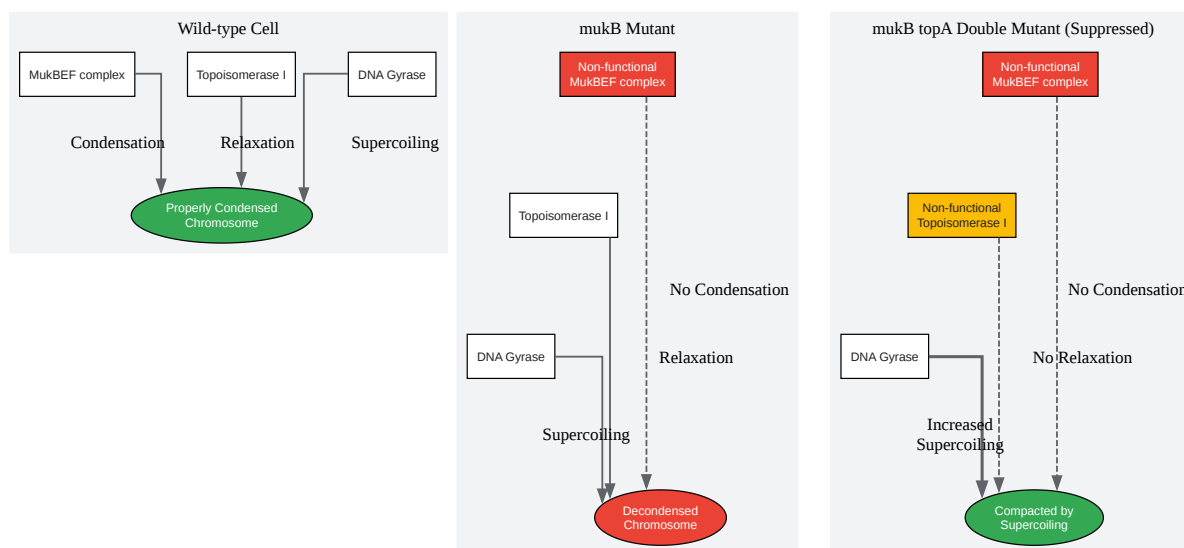 Wild-type Cell
MukBEF complex
Topoisomerase I
DNA Gyrase
Condensation
Relaxation
Supercoiling
Properly Condensed
Chromosome
mukB Mutant
Non-functional
MukBEF complex
Topoisomerase I
No Condensation
DNA Gyrase
Relaxation
Supercoiling
Decondensed
Chromosome
mukB topA Double Mutant (Suppressed)
Non-functional
MukBEF complex
Non-functional
Topoisomerase I
No Condensation
DNA Gyrase
No Relaxation
Increased
Supercoiling
Compacted by
Supercoiling